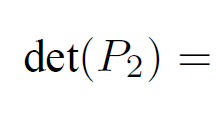 det(P₂) =